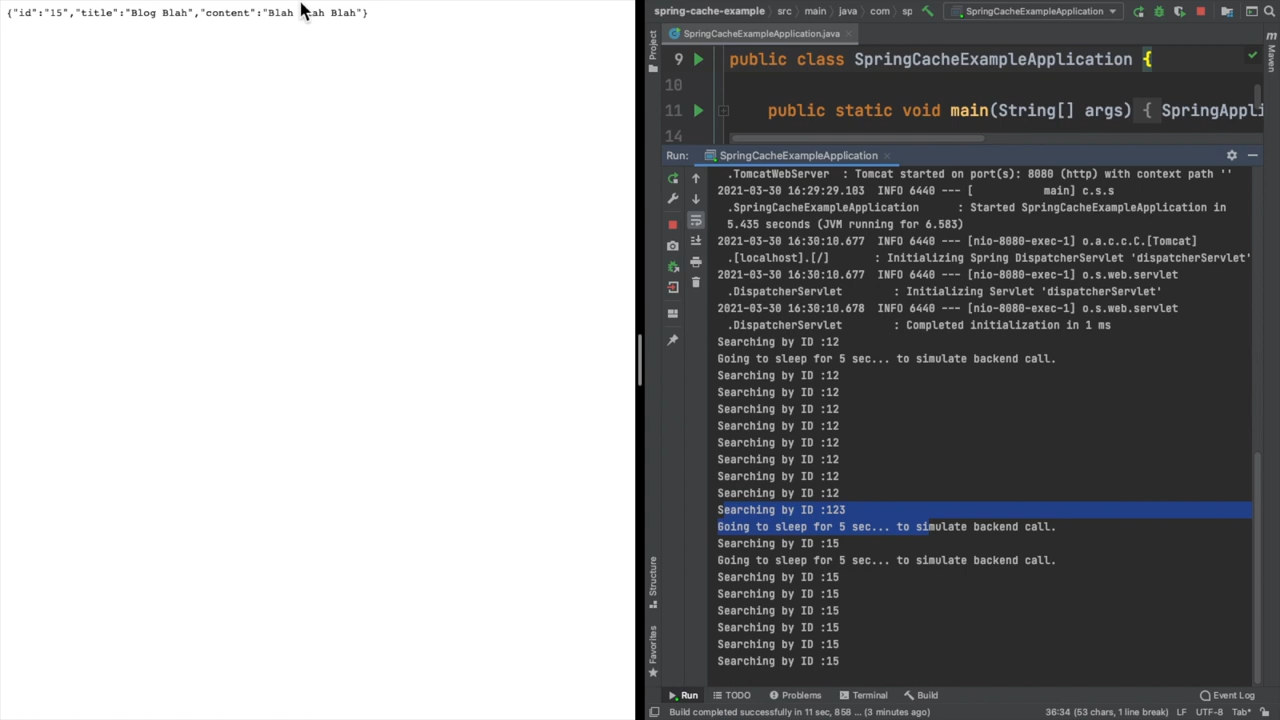 {"id":"15","title":"Blog Blah","content":"Blah Blah Blah"}
spring-cache-example src main java com sp SpringCacheExampleApplication
Project
SpringCacheExampleApplication.java
Maven
9 public class SpringCacheExampleApplication {
10
11 public static void main(String[] args) { SpringAppli
14
Run: SpringCacheExampleApplication
.TomcatWebServer : Tomcat started on port(s): 8080 (http) with context path ''
2021-03-30 16:29:29.103 INFO 6440 --- [ main] c.s.s
.SpringCacheExampleApplication : Started SpringCacheExampleApplication in
5.435 seconds (JVM running for 6.583)
2021-03-30 16:30:10.677 INFO 6440 --- [nio-8080-exec-1] o.a.c.c.C.[Tomcat]
.[localhost].[/] : Initializing Spring DispatcherServlet 'dispatcherServlet'
2021-03-30 16:30:10.677 INFO 6440 --- [nio-8080-exec-1] o.s.web.servlet
.DispatcherServlet : Initializing Servlet 'dispatcherServlet'
2021-03-30 16:30:10.678 INFO 6440 --- [nio-8080-exec-1] o.s.web.servlet
.DispatcherServlet : Completed initialization in 1 ms
Searching by ID :12
Going to sleep for 5 sec... to simulate backend call.
Searching by ID :12
Searching by ID :12
Searching by ID :12
Searching by ID :12
Searching by ID :12
Searching by ID :12
Searching by ID :12
Searching by ID :12
Searching by ID :123
Going to sleep for 5 sec... to simulate backend call.
Searching by ID :15
Going to sleep for 5 sec... to simulate backend call.
Searching by ID :15
Searching by ID :15
Searching by ID :15
Searching by ID :15
Searching by ID :15
Searching by ID :15
Structure
Favorites
Run TODO Problems Terminal Build Event Log
Build completed successfully in 11 sec, 858 ... (3 minutes ago) 36:34 (53 chars, 1 line break) LF UTF-8 Tab*